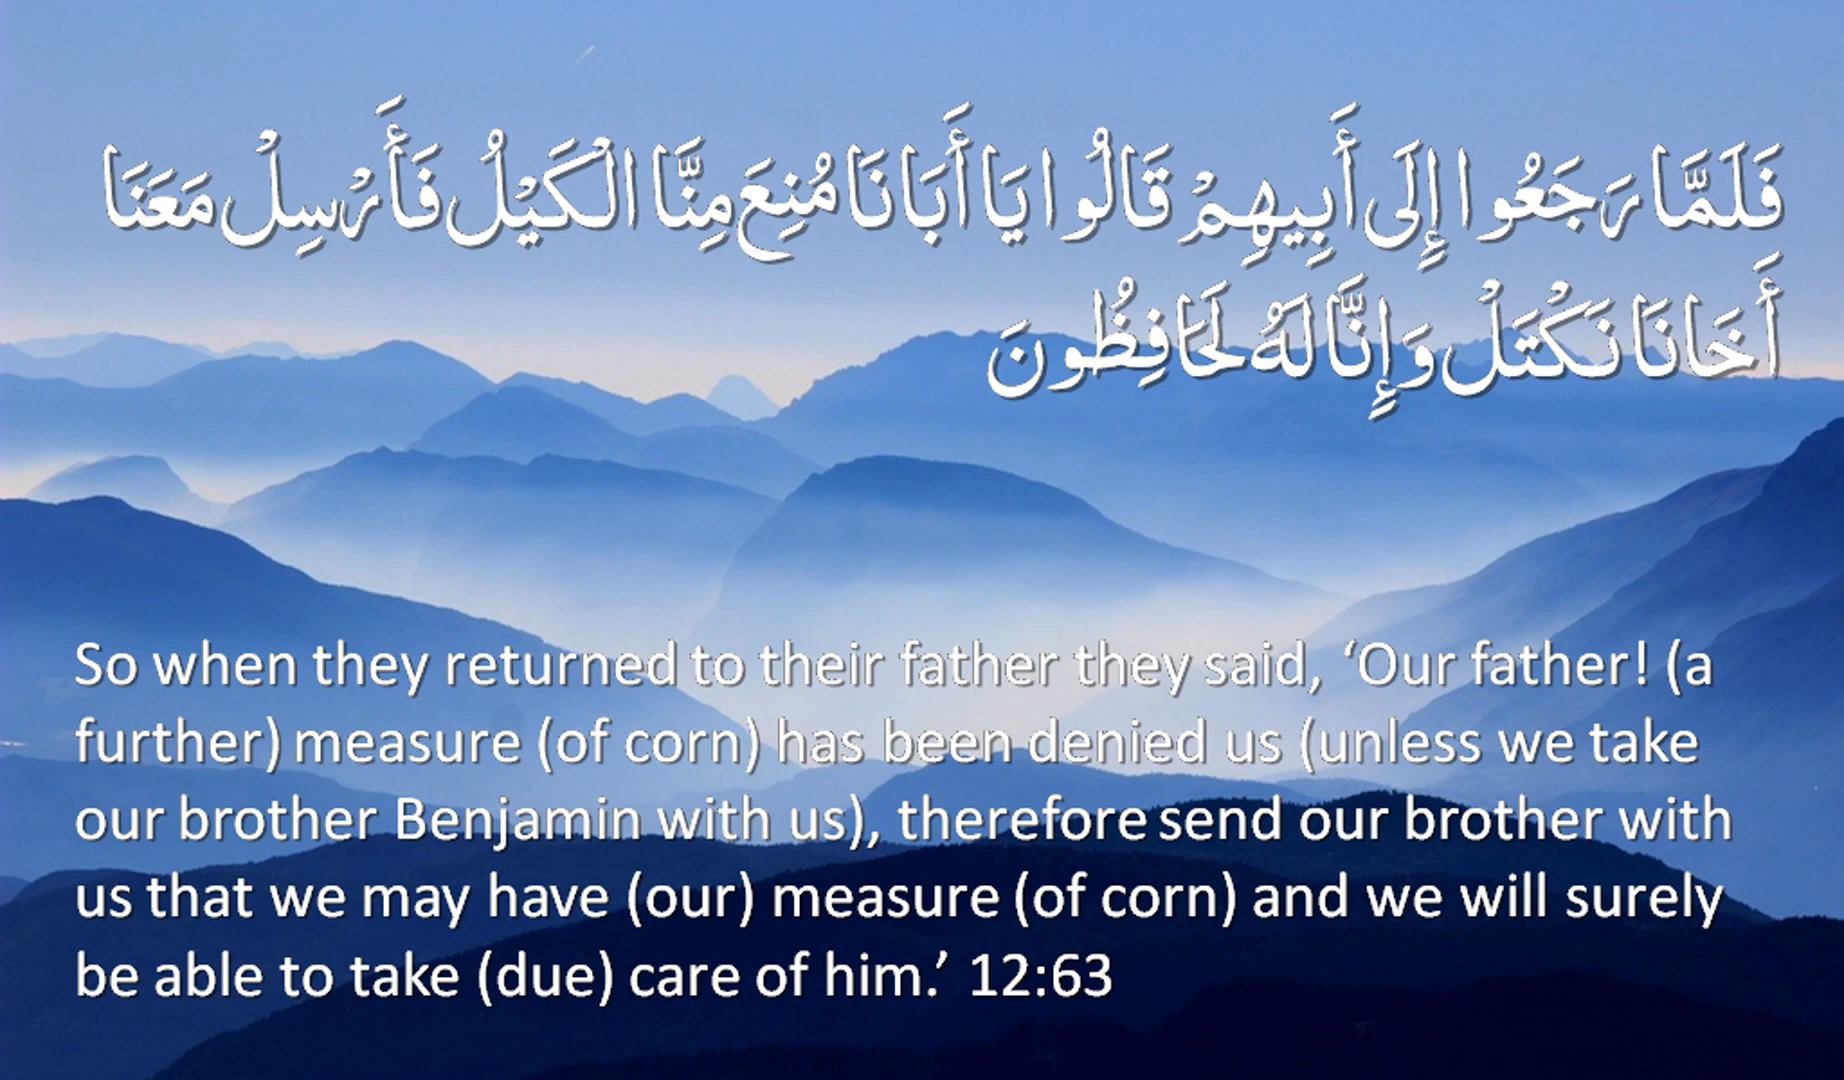 فَلَمَّا رَجَعُوا إِلَى أَبِيهِمْ قَالُوا يَا أَبَانَا مُنِعَ مِنَّا الْكَيْلُ فَأَرْسِلْ مَعَنَا
أَخَانَا نَكْتَلْ وَإِنَّا لَهُ لَحَافِظُونَ
So when they returned to their father they said, ‘Our father! (a
further) measure (of corn) has been denied us (unless we take
our brother Benjamin with us), therefore send our brother with
us that we may have (our) measure (of corn) and we will surely
be able to take (due) care of him.’ 12:63